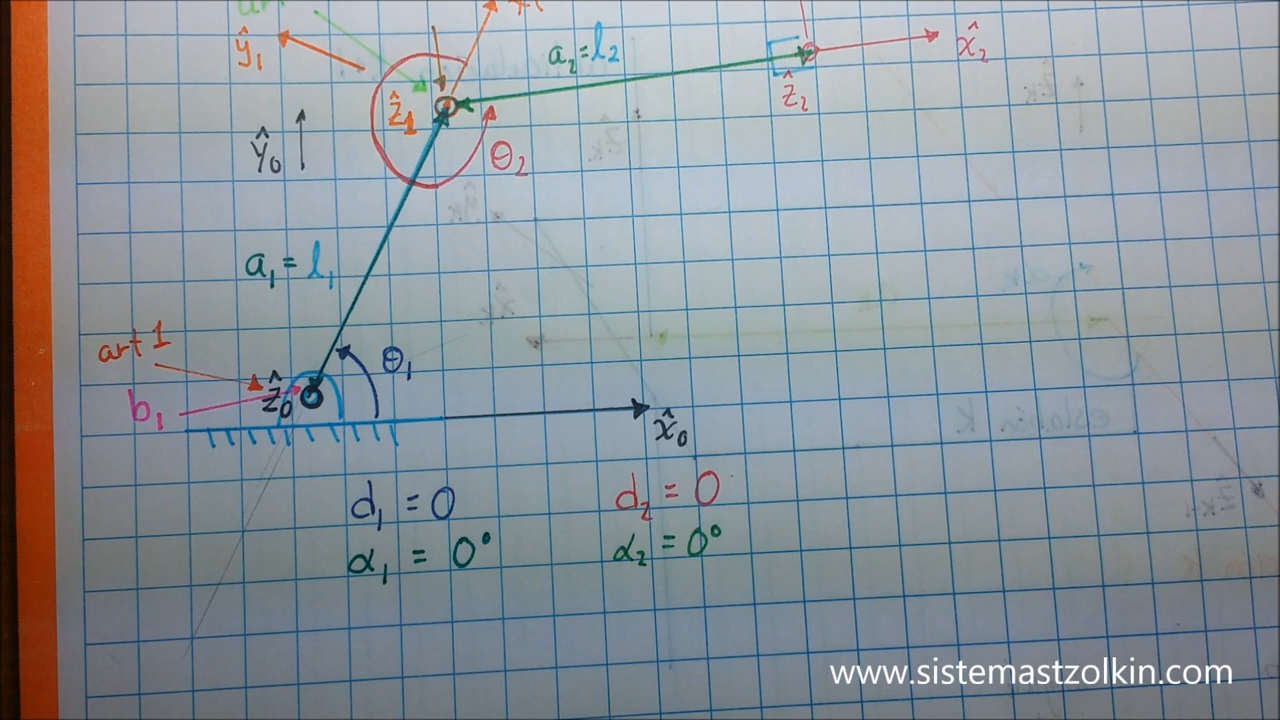 ŷ₁
a₂=l₂
x̂₂
ẑ₁
ẑ₂
ŷ₀
θ₂
a₁=l₁
art 1
θ₁
ẑ₀
b₁
x̂₀
d₁ = 0
d₂ = 0
α₁ = 0°
α₂ = 0°
www.sistemastzolkin.com